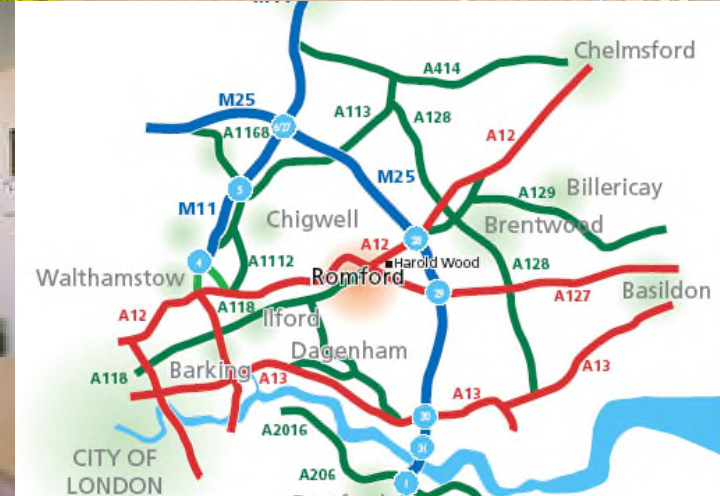 Chelmsford
A414
M25
A113
A128
A1168
6/27
A12
M25
A129
Billericay
5
M11
Chigwell
Brentwood
28
A12
4
A1112
Harold Wood
A128
Walthamstow
Romford
29
A127
Basildon
A118
A12
Ilford
Dagenham
A13
A118
Barking
A13
A13
30
A2016
31
CITY OF
LONDON
A206
1